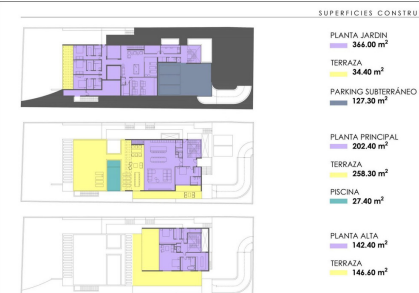 SUPERFICIES CONSTRU
PLANTA JARDIN
366.00 m²
TERRAZA
34.40 m²
PARKING SUBTERRÁNEO
127.30 m²
PLANTA PRINCIPAL
202.40 m²
TERRAZA
258.30 m²
PISCINA
27.40 m²
PLANTA ALTA
142.40 m²
TERRAZA
146.60 m²